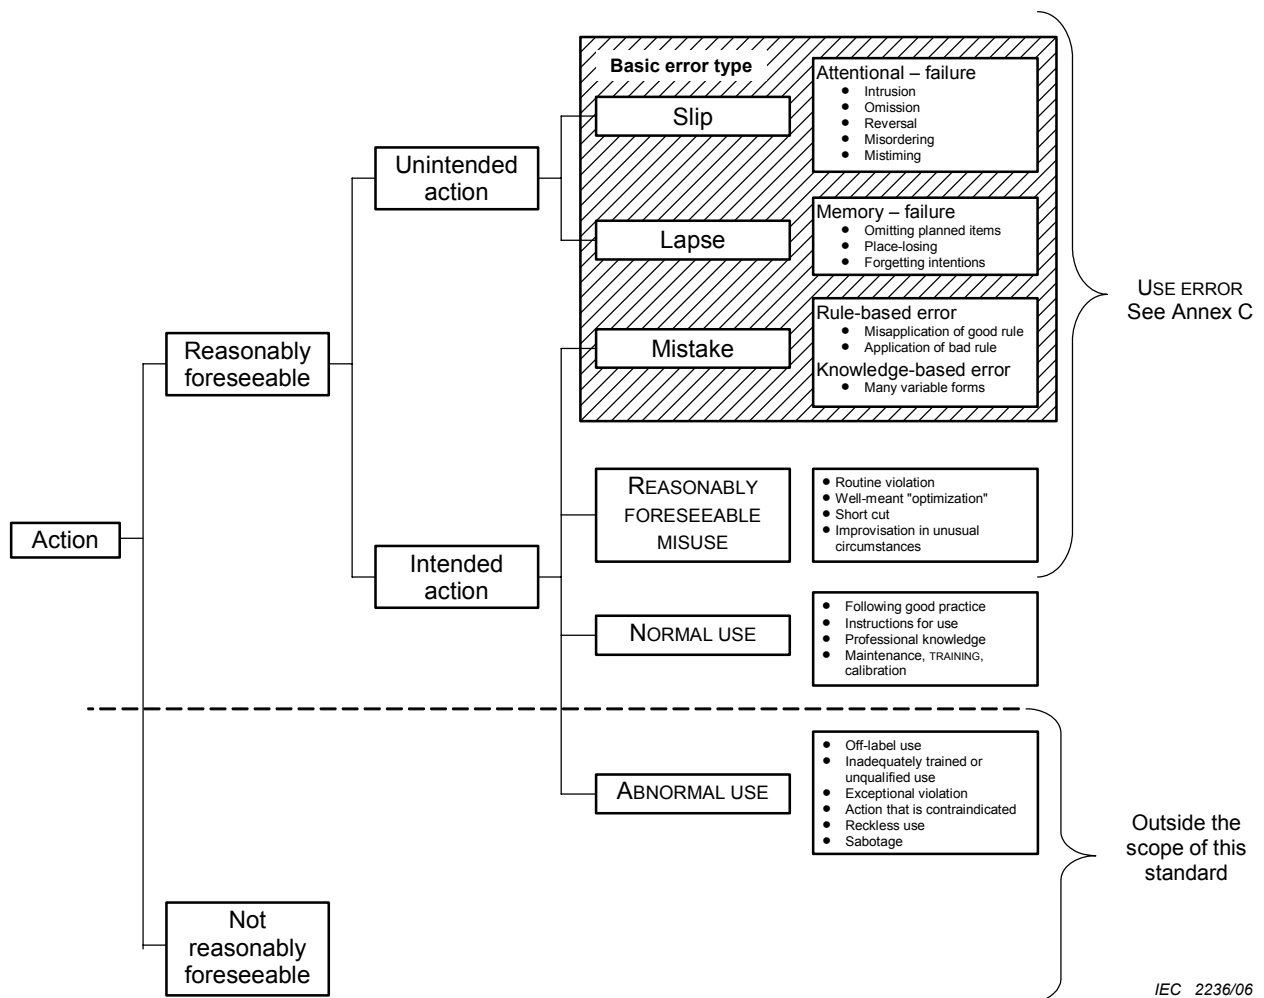 Basic error type
Slip
Attentional – failure
● Intrusion
● Omission
● Reversal
● Misordering
● Mistiming
Unintended
action
Lapse
Memory – failure
● Omitting planned items
● Place-losing
● Forgetting intentions
USE ERROR
See Annex C
Reasonably
foreseeable
Mistake
Rule-based error
● Misapplication of good rule
● Application of bad rule
Knowledge-based error
● Many variable forms
Action
REASONABLY
FORESEEABLE
MISUSE
● Routine violation
● Well-meant "optimization"
● Short cut
● Improvisation in unusual
circumstances
Intended
action
NORMAL USE
● Following good practice
● Instructions for use
● Professional knowledge
● Maintenance, TRAINING,
calibration
ABNORMAL USE
● Off-label use
● Inadequately trained or
unqualified use
● Exceptional violation
● Action that is contraindicated
● Reckless use
● Sabotage
Outside the
scope of this
standard
Not
reasonably
foreseeable
IEC 2236/06